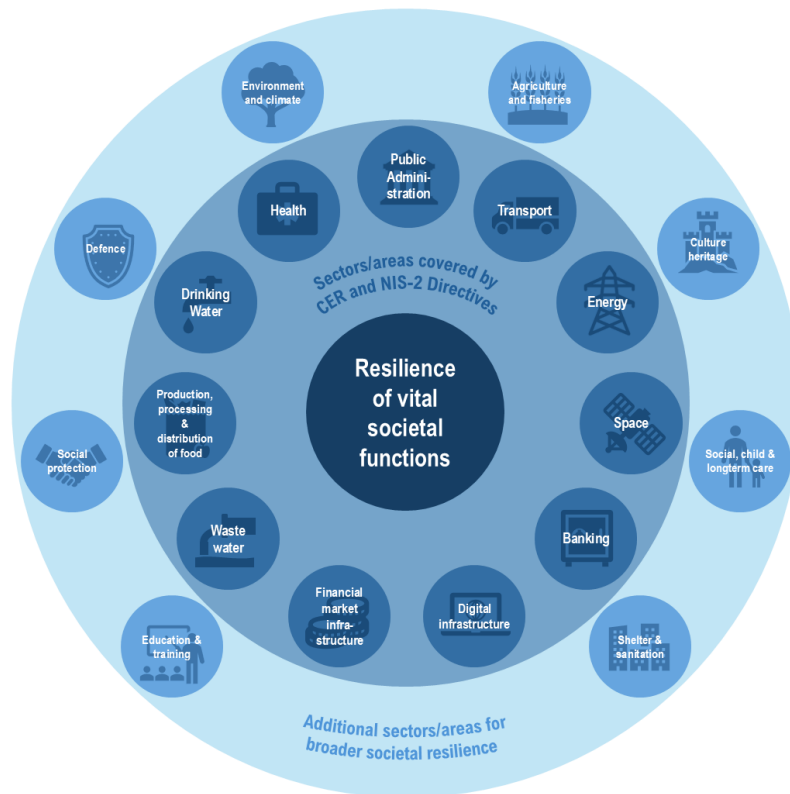 Environment
and climate
Agriculture
and fisheries
Public
Admini-
stration
Health
Transport
Defence
Culture
heritage
Sectors/areas covered by
CER and NIS-2 Directives
Drinking
Water
Energy
Resilience
of vital
societal
functions
Production,
processing
&
distribution
of food
Space
Social
protection
Social, child &
longterm care
Waste
water
Banking
Financial
market
infra-
structure
Digital
infrastructure
Education &
training
Shelter &
sanitation
Additional sectors/areas for
broader societal resilience